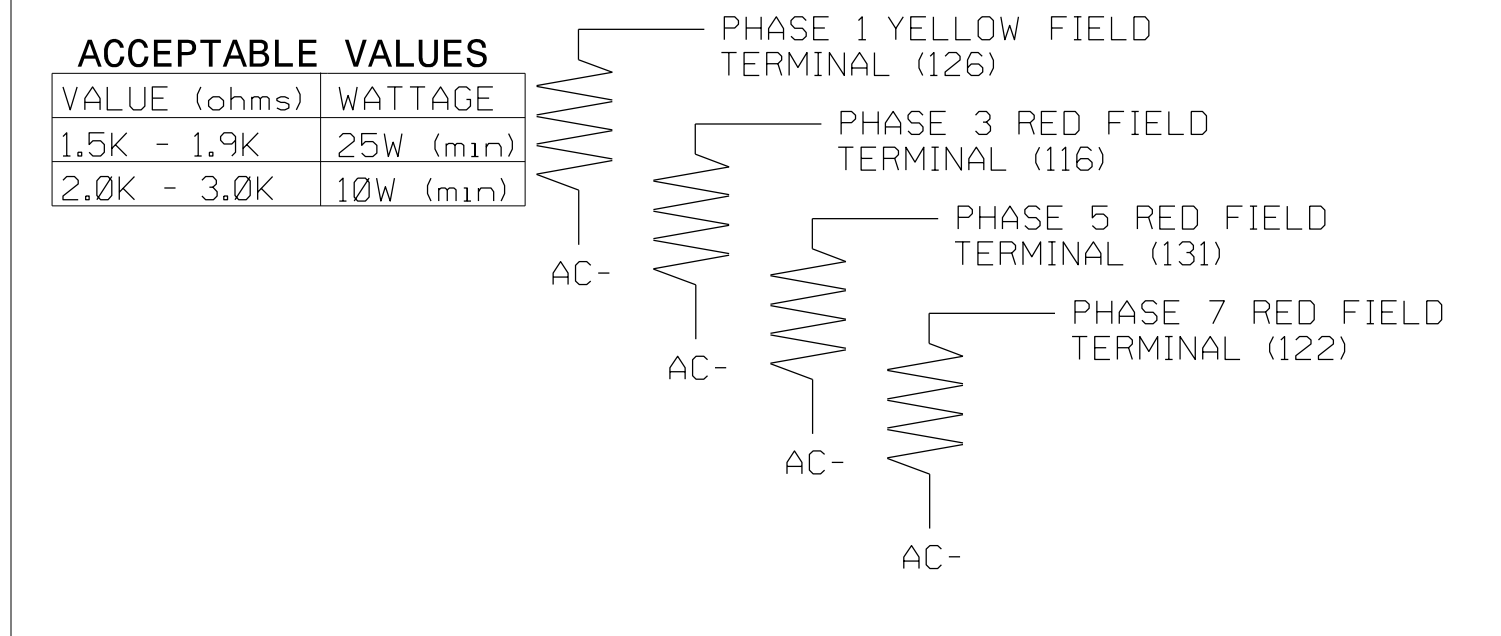 ACCEPTABLE VALUES
VALUE (ohms) WATTAGE
1.5K - 1.9K 25W (min)
2.0K - 3.0K 10W (min)
PHASE 1 YELLOW FIELD
TERMINAL (126)
AC-
PHASE 3 RED FIELD
TERMINAL (116)
AC-
PHASE 5 RED FIELD
TERMINAL (131)
AC-
PHASE 7 RED FIELD
TERMINAL (122)
AC-